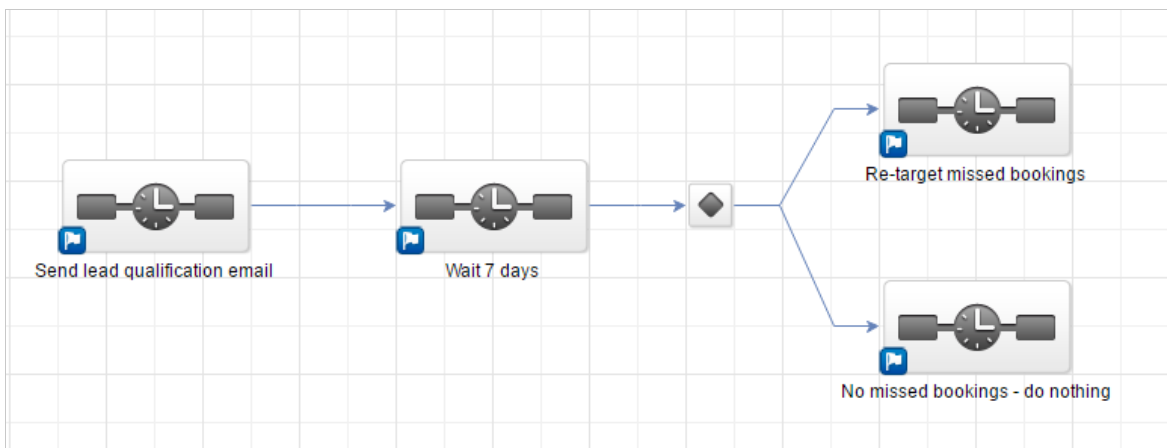 Send lead qualification email
Wait 7 days
Re-target missed bookings
No missed bookings - do nothing